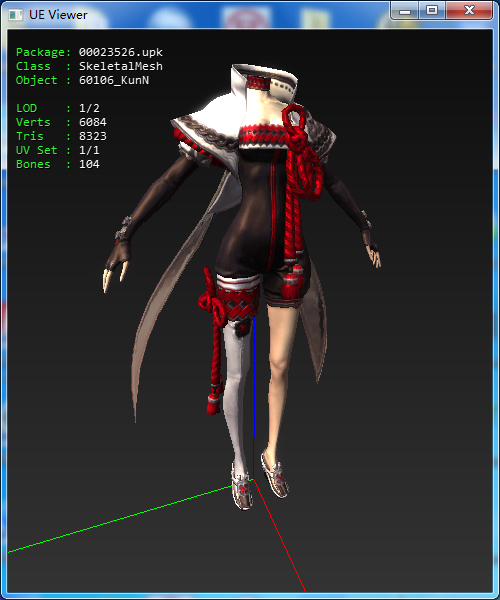 UE Viewer
Package: 00023526.upk
Class : SkeletalMesh
Object : 60106_KunN
LOD : 1/2
Verts : 6084
Tris : 8323
UV Set : 1/1
Bones : 104